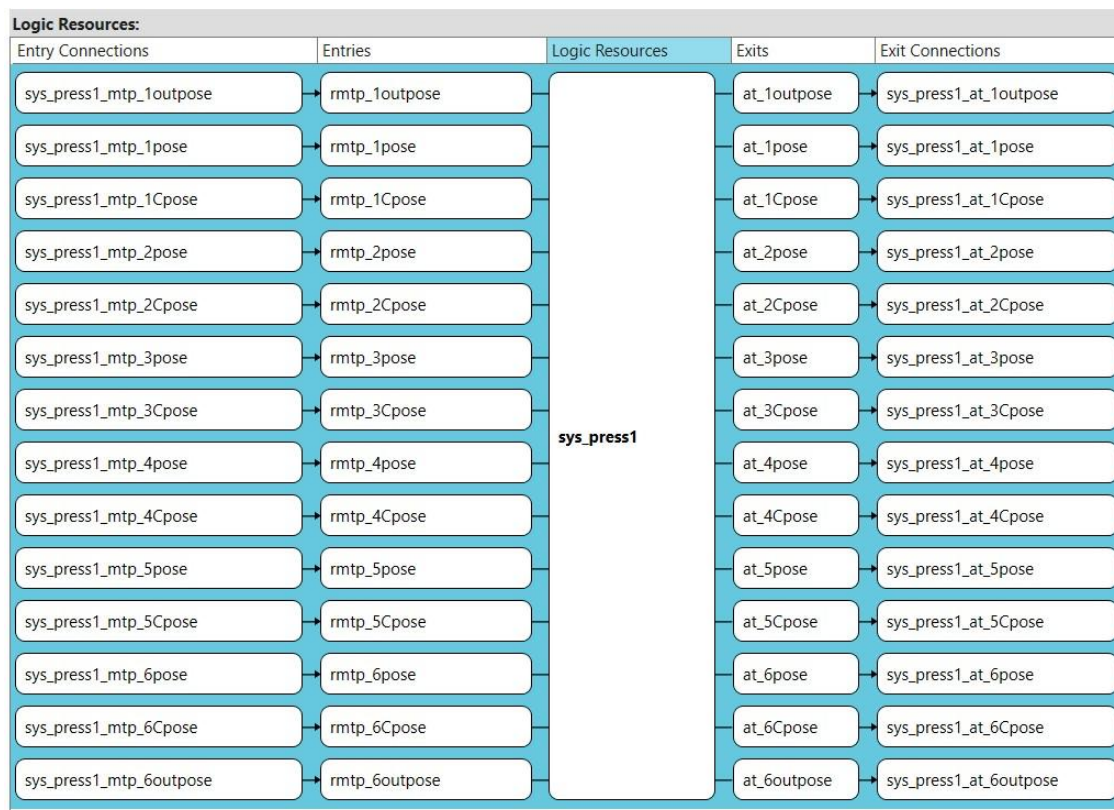 Logic Resources:
Entry Connections Entries Logic Resources Exits Exit Connections
sys_press1_mtp_1outpose rmtp_1outpose at_1outpose sys_press1_at_1outpose
sys_press1_mtp_1pose rmtp_1pose at_1pose sys_press1_at_1pose
sys_press1_mtp_1Cpose rmtp_1Cpose at_1Cpose sys_press1_at_1Cpose
sys_press1_mtp_2pose rmtp_2pose at_2pose sys_press1_at_2pose
sys_press1_mtp_2Cpose rmtp_2Cpose at_2Cpose sys_press1_at_2Cpose
sys_press1_mtp_3pose rmtp_3pose at_3pose sys_press1_at_3pose
sys_press1_mtp_3Cpose rmtp_3Cpose at_3Cpose sys_press1_at_3Cpose
sys_press1
sys_press1_mtp_4pose rmtp_4pose at_4pose sys_press1_at_4pose
sys_press1_mtp_4Cpose rmtp_4Cpose at_4Cpose sys_press1_at_4Cpose
sys_press1_mtp_5pose rmtp_5pose at_5pose sys_press1_at_5pose
sys_press1_mtp_5Cpose rmtp_5Cpose at_5Cpose sys_press1_at_5Cpose
sys_press1_mtp_6pose rmtp_6pose at_6pose sys_press1_at_6pose
sys_press1_mtp_6Cpose rmtp_6Cpose at_6Cpose sys_press1_at_6Cpose
sys_press1_mtp_6outpose rmtp_6outpose at_6outpose sys_press1_at_6outpose